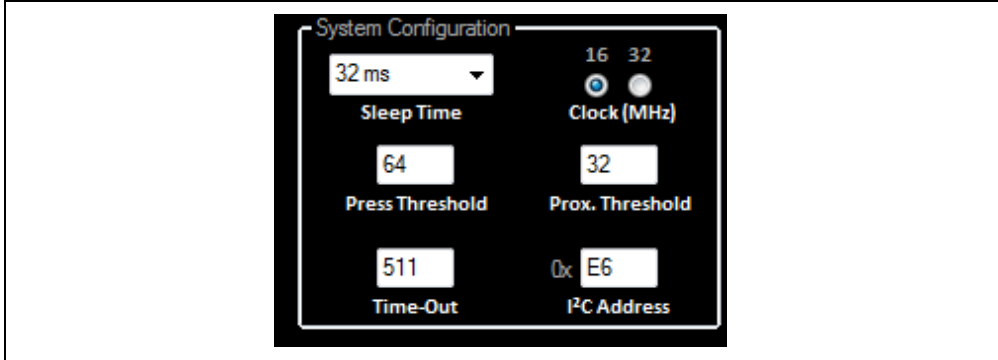 System Configuration
16 32
32 ms
Sleep Time Clock (MHz)
64 32
Press Threshold Prox. Threshold
511 0x E6
Time-Out I²C Address